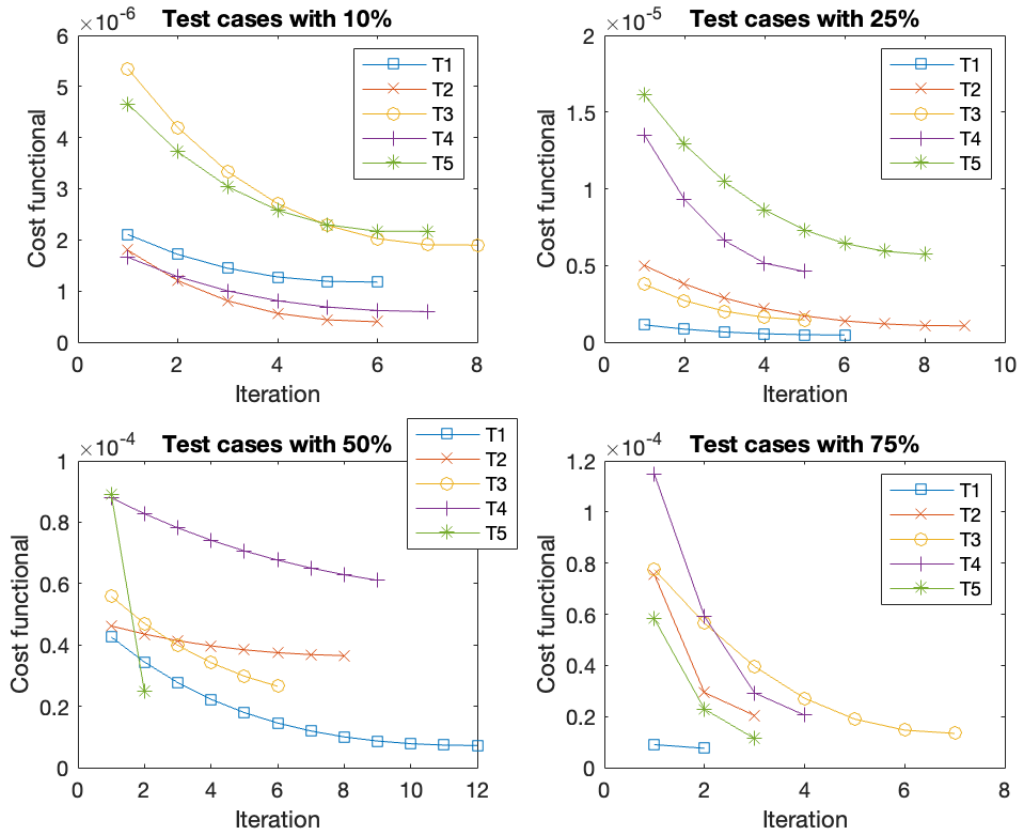 Test cases with 10%
×10-6
6
5
4
3
2
1
0
0 2 4 6 8
Cost functional
Iteration
T1
T2
T3
T4
T5
Test cases with 25%
×10-5
2
1.5
1
0.5
0
0 2 4 6 8 10
Cost functional
Iteration
T1
T2
T3
T4
T5
Test cases with 50%
×10-4
1
0.8
0.6
0.4
0.2
0
0 2 4 6 8 10 12
Cost functional
Iteration
T1
T2
T3
T4
T5
Test cases with 75%
×10-4
1.2
1
0.8
0.6
0.4
0.2
0
0 2 4 6 8
Cost functional
Iteration
T1
T2
T3
T4
T5